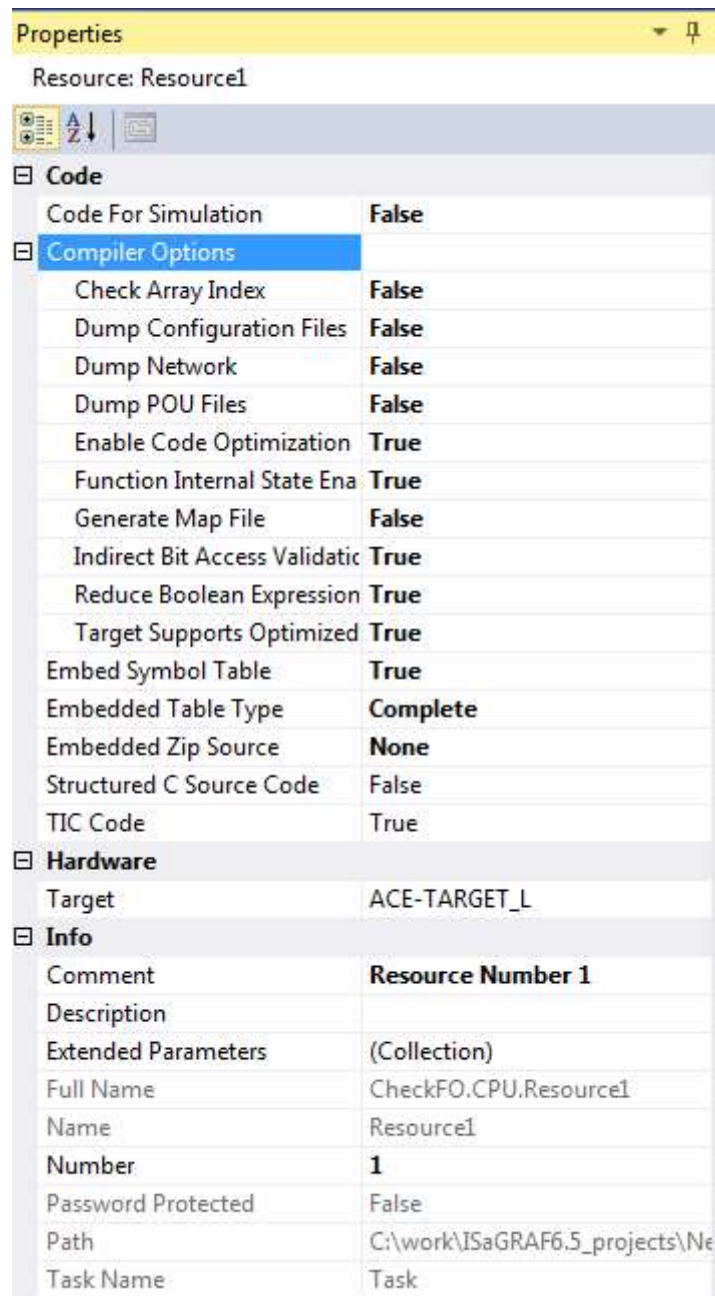 Properties
Resource: Resource1
Code
Code For Simulation False
Compiler Options
Check Array Index False
Dump Configuration Files False
Dump Network False
Dump POU Files False
Enable Code Optimization True
Function Internal State Ena True
Generate Map File False
Indirect Bit Access Validatic True
Reduce Boolean Expression True
Target Supports Optimized True
Embed Symbol Table True
Embedded Table Type Complete
Embedded Zip Source None
Structured C Source Code False
TIC Code True
Hardware
Target ACE-TARGET_L
Info
Comment Resource Number 1
Description
Extended Parameters (Collection)
Full Name CheckFO.CPU.Resource1
Name Resource1
Number 1
Password Protected False
Path C:\work\ISaGRAF6.5_projects\Ne
Task Name Task